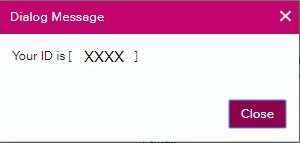 Dialog Message
Your ID is [ XXXX ]
Close